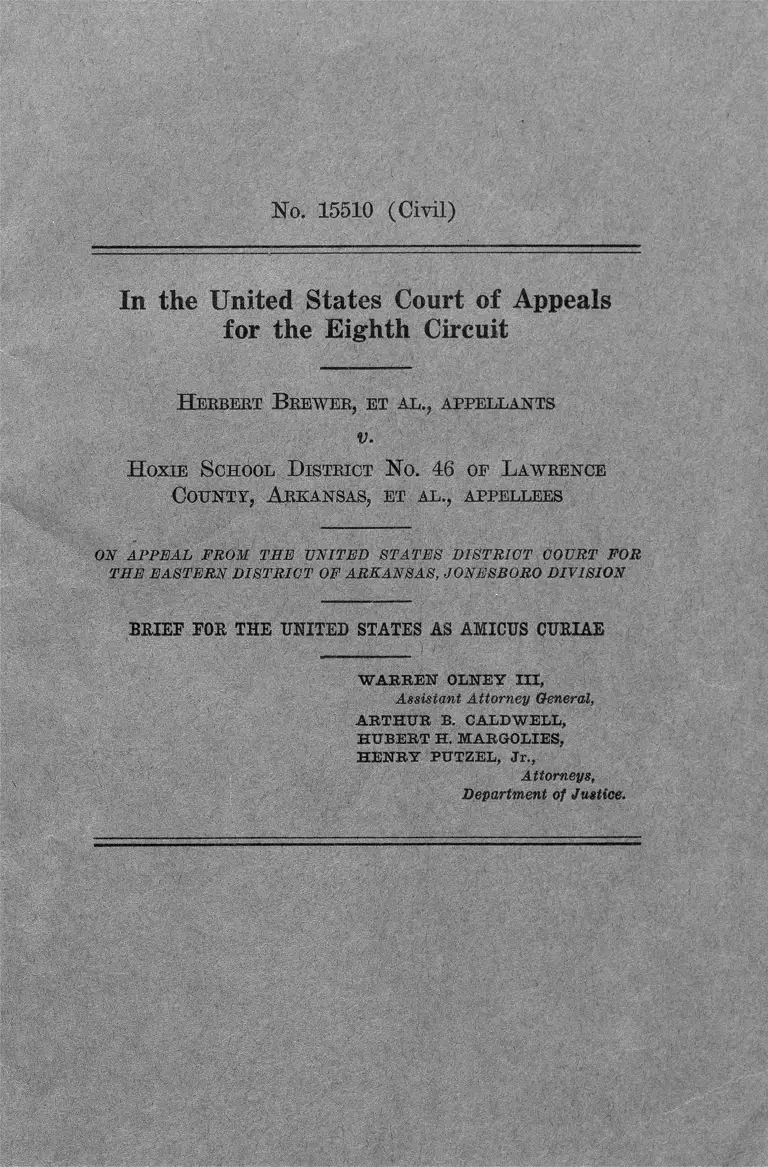 No. 15510 (Civil)
In the United States Court of Appeals
for the Eighth Circuit
HERBERT BREWER, ET AL., APPELLANTS
v.
HOXIE SCHOOL DISTRICT NO. 46 OF LAWRENCE
COUNTY, ARKANSAS, ET AL., APPELLEES
ON APPEAL FROM THE UNITED STATES DISTRICT COURT FOR
THE EASTERN DISTRICT OF ARKANSAS, JONESBORO DIVISION
BRIEF FOR THE UNITED STATES AS AMICUS CURIAE
WARREN OLNEY III,
Assistant Attorney General,
ARTHUR B. CALDWELL,
HUBERT H. MARGOLIES,
HENRY PUTZEL, Jr.,
Attorneys,
Department of Justice.